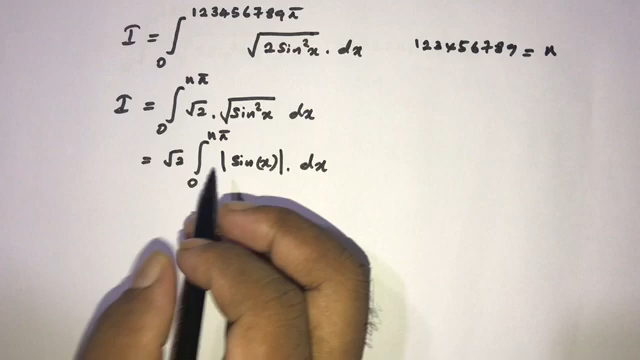 I = ∫₀^{123456789π} √(2sin²x) . dx    123456789 = n
I = ∫₀^{nπ} √2 . √(sin²x) dx
= √2 ∫₀^{nπ} |sin(x)| . dx